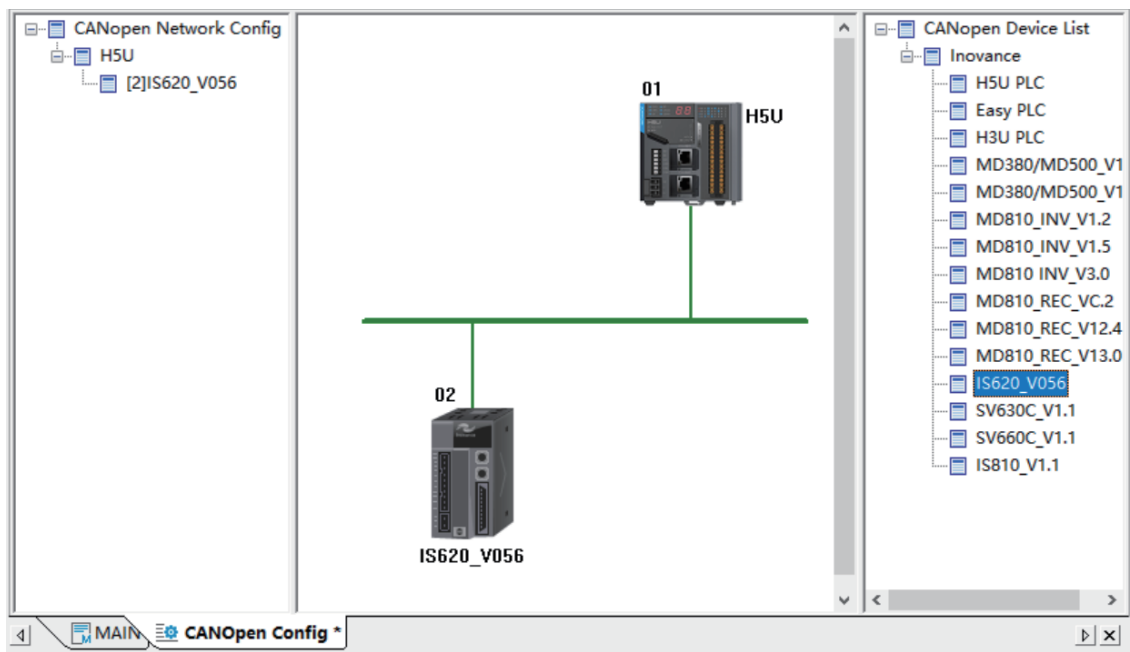 CANopen Network Config
H5U
[2]IS620_V056
01
H5U
02
IS620_V056
CANopen Device List
Inovance
H5U PLC
Easy PLC
H3U PLC
MD380/MD500_V1
MD380/MD500_V1
MD810_INV_V1.2
MD810_INV_V1.5
MD810 INV_V3.0
MD810_REC_VC.2
MD810_REC_V12.4
MD810_REC_V13.0
IS620_V056
SV630C_V1.1
SV660C_V1.1
IS810_V1.1
MAIN
CANOpen Config *